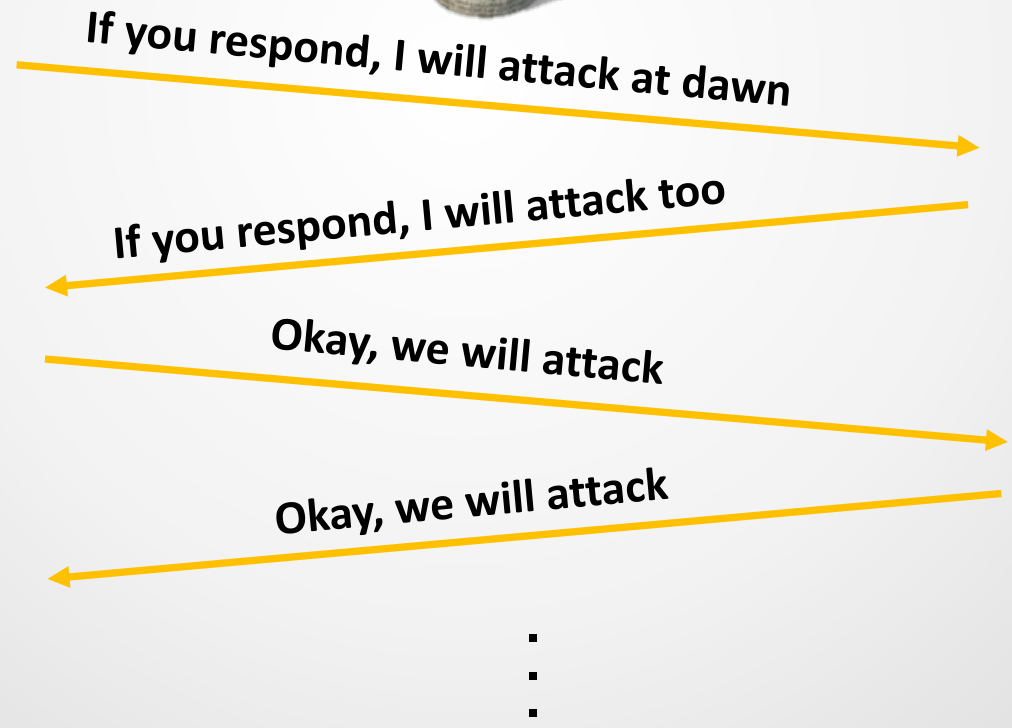 If you respond, I will attack at dawn
If you respond, I will attack too
Okay, we will attack
Okay, we will attack
.
.
.